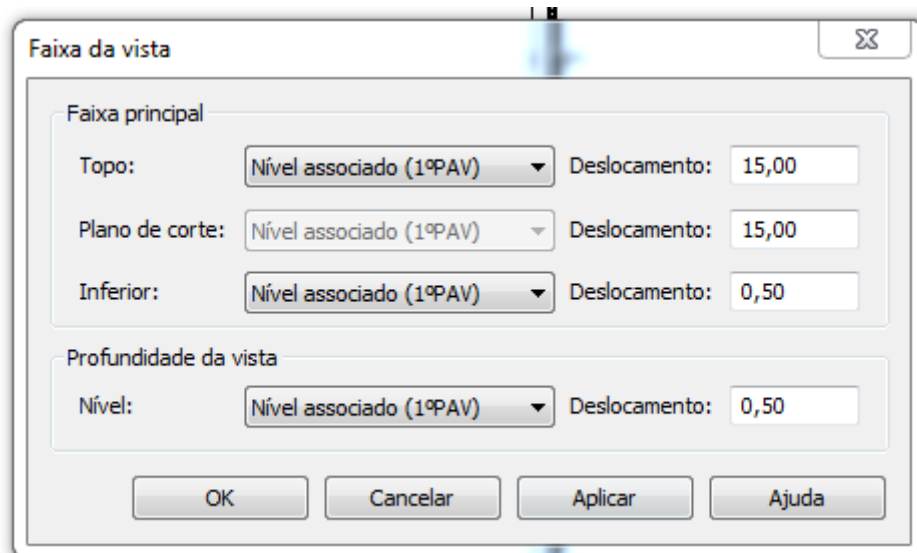 Faixa da vista
Faixa principal
Topo: Nível associado (1ºPAV) Deslocamento: 15,00
Plano de corte: Nível associado (1ºPAV) Deslocamento: 15,00
Inferior: Nível associado (1ºPAV) Deslocamento: 0,50
Profundidade da vista
Nível: Nível associado (1ºPAV) Deslocamento: 0,50
OK Cancelar Aplicar Ajuda